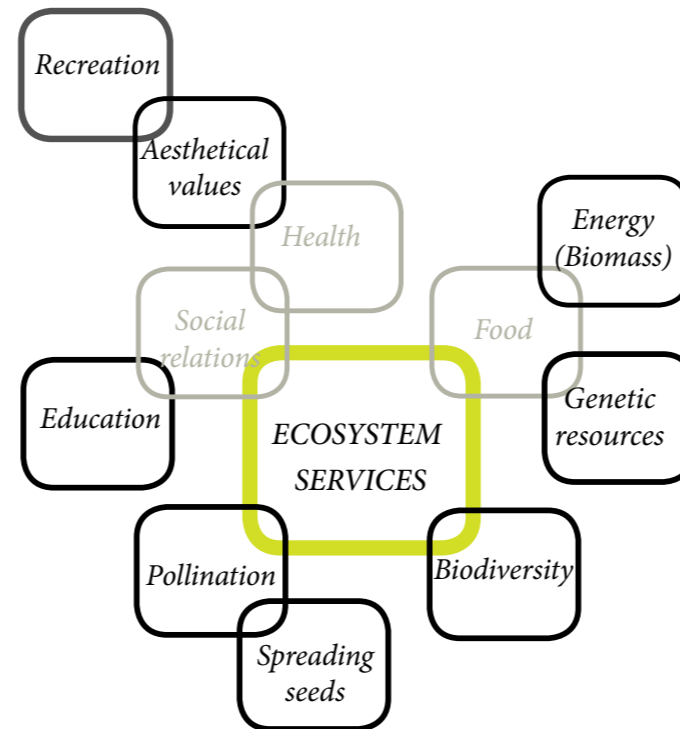 Recreation
Aesthetical
values
Health
Energy
(Biomass)
Social
relations
Food
Education
Genetic
resources
ECOSYSTEM
SERVICES
Pollination
Biodiversity
Spreading
seeds